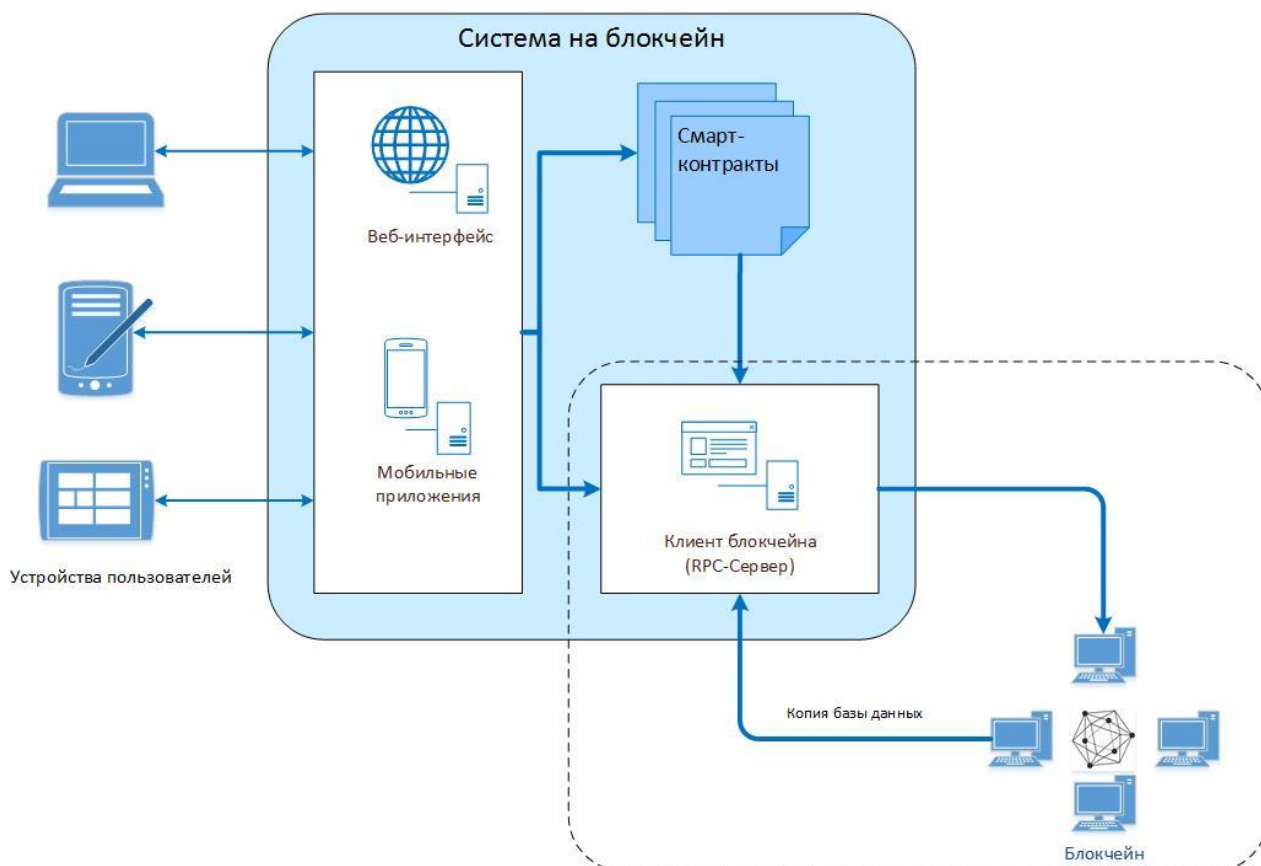 Система на блокчейн
Смарт-
контракты
Веб-интерфейс
Мобильные
приложения
Устройства пользователей
Клиент блокчейна
(RPC-Сервер)
Копия базы данных
Блокчейн